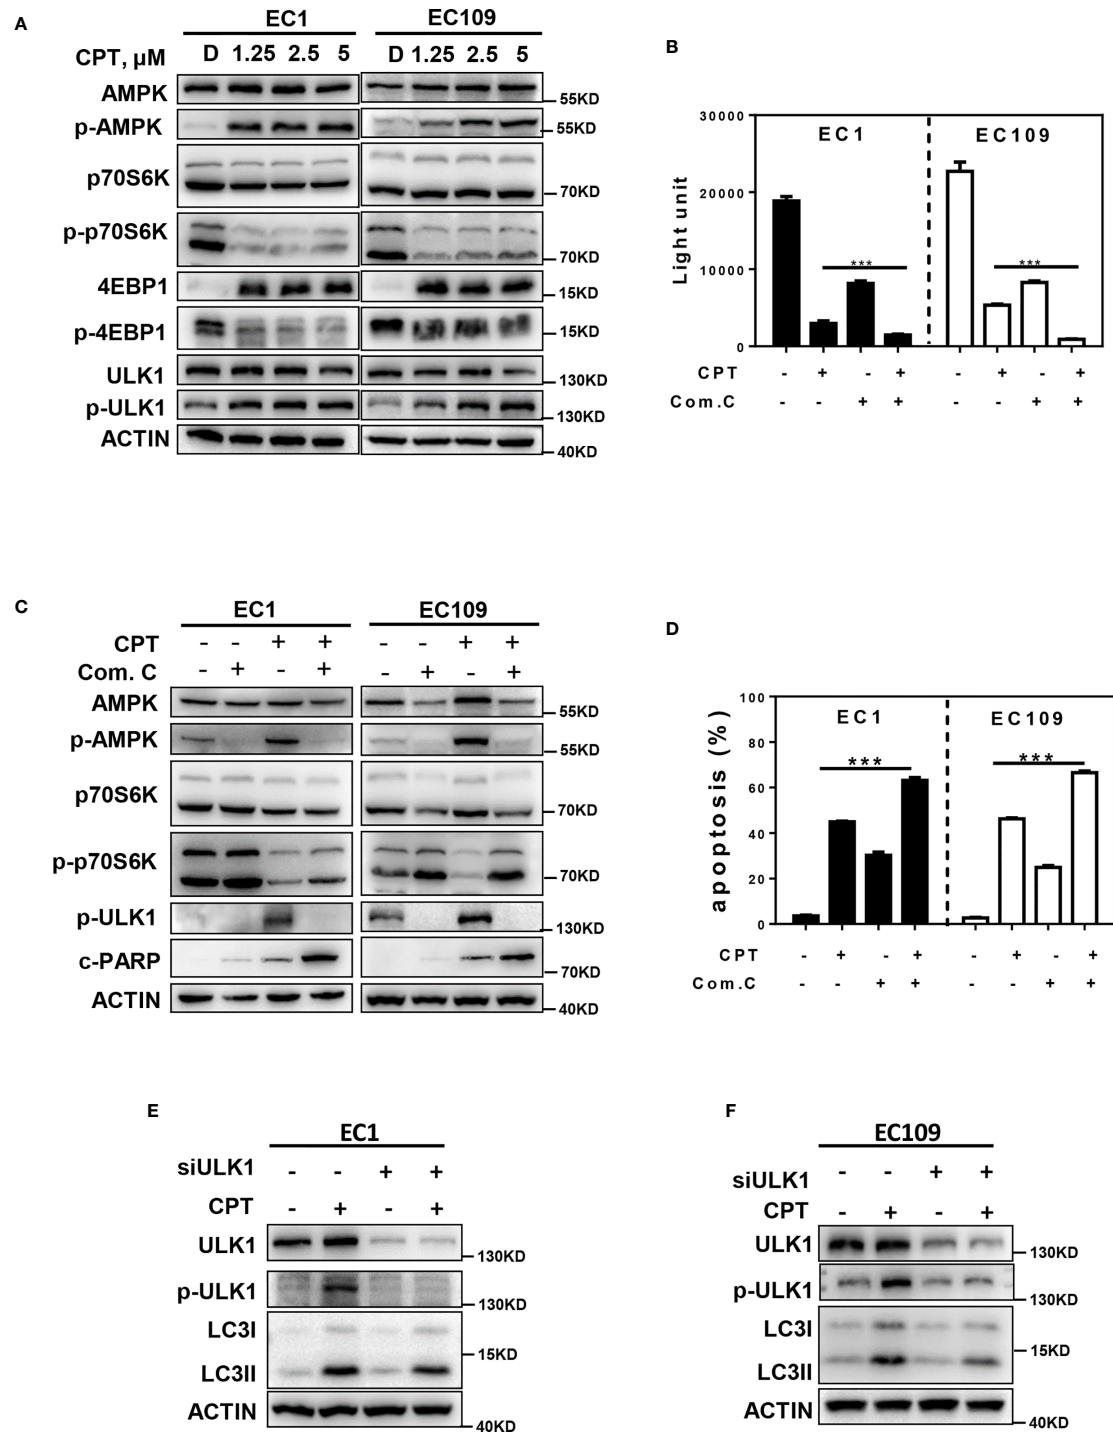 A
EC1 EC109
CPT, µM D 1.25 2.5 5 D 1.25 2.5 5
AMPK 55KD
p-AMPK 55KD
p70S6K 70KD
p-p70S6K 70KD
4EBP1 15KD
p-4EBP1 15KD
ULK1 130KD
p-ULK1 130KD
ACTIN 40KD
B
30000
20000
10000
0
Light unit
EC1 EC109
*** ***
CPT - + - + - + - +
Com.C - - + + - - + +
C
EC1 EC109
CPT - - + + - - + +
Com. C - + - + - + - +
AMPK 55KD
p-AMPK 55KD
p70S6K 70KD
p-p70S6K 70KD
p-ULK1 130KD
c-PARP 70KD
ACTIN 40KD
D
100
80
60
40
20
0
apoptosis (%)
EC1 EC109
*** ***
CPT - + - + - + - +
Com.C - - + + - - + +
E
EC1
siULK1 - - + +
CPT - + - +
ULK1 130KD
p-ULK1 130KD
LC3I
15KD
LC3II
ACTIN 40KD
F
EC109
siULK1 - - + +
CPT - + - +
ULK1 130KD
p-ULK1 130KD
LC3I
15KD
LC3II
ACTIN 40KD